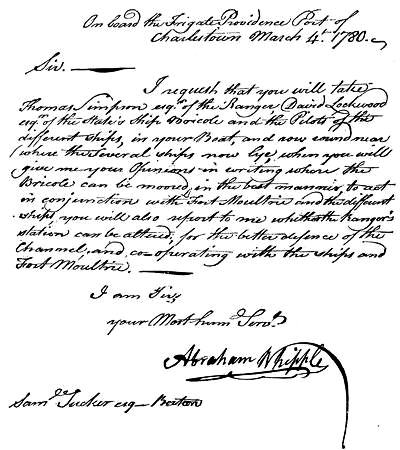 On board the Frigate Providence Port of
Charlestown March 4th 1780.
Sir.
I request that you will take
Thomas Simpson esqr. of the Ranger, David Lockwood
esqr. of the State's Ship Bricole and the Pilots of the
different ships, in your Boat, and row round near
where the several ships now lye, when you will
give me your Opinions in writing where the
Bricole can be moored, in the best manner, to act
in conjunction with Fort Moultrie and the different
ships, you will also report to me whether the Rangor's
station can be altered, for the better defence of the
Channel, and co-operating with the ships and
Fort Moultrie.
I am Sir,
your Most humle Servt.
Abraham Whipple
Saml. Tucker esq Boston